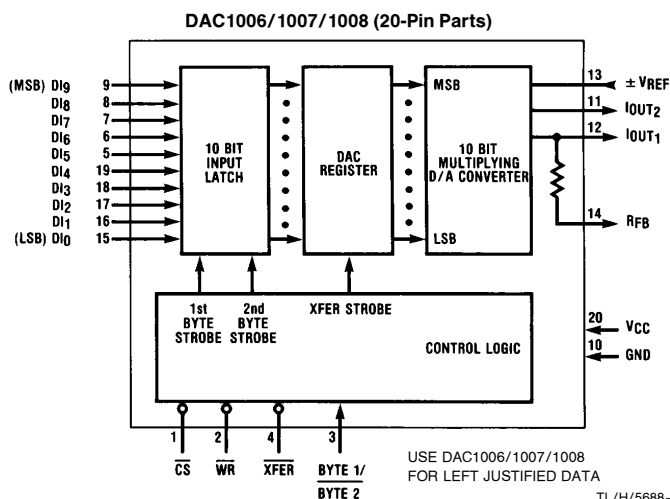 DAC1006/1007/1008 (20-Pin Parts)
(MSB) DI9 9
DI8 8
DI7 7
DI6 6
DI5 5
DI4 19
DI3 18
DI2 17
DI1 16
(LSB) DI0 15
10 BIT
INPUT
LATCH
DAC
REGISTER
MSB
10 BIT
MULTIPLYING
D/A CONVERTER
LSB
13 ± VREF
11 IOUT2
12 IOUT1
14 RFB
1st
BYTE
STROBE
2nd
BYTE
STROBE
XFER STROBE
CONTROL LOGIC
20 VCC
10 GND
1 2 4 3
CS WR XFER BYTE 1/
BYTE 2
USE DAC1006/1007/1008
FOR LEFT JUSTIFIED DATA
TL/H/5688-